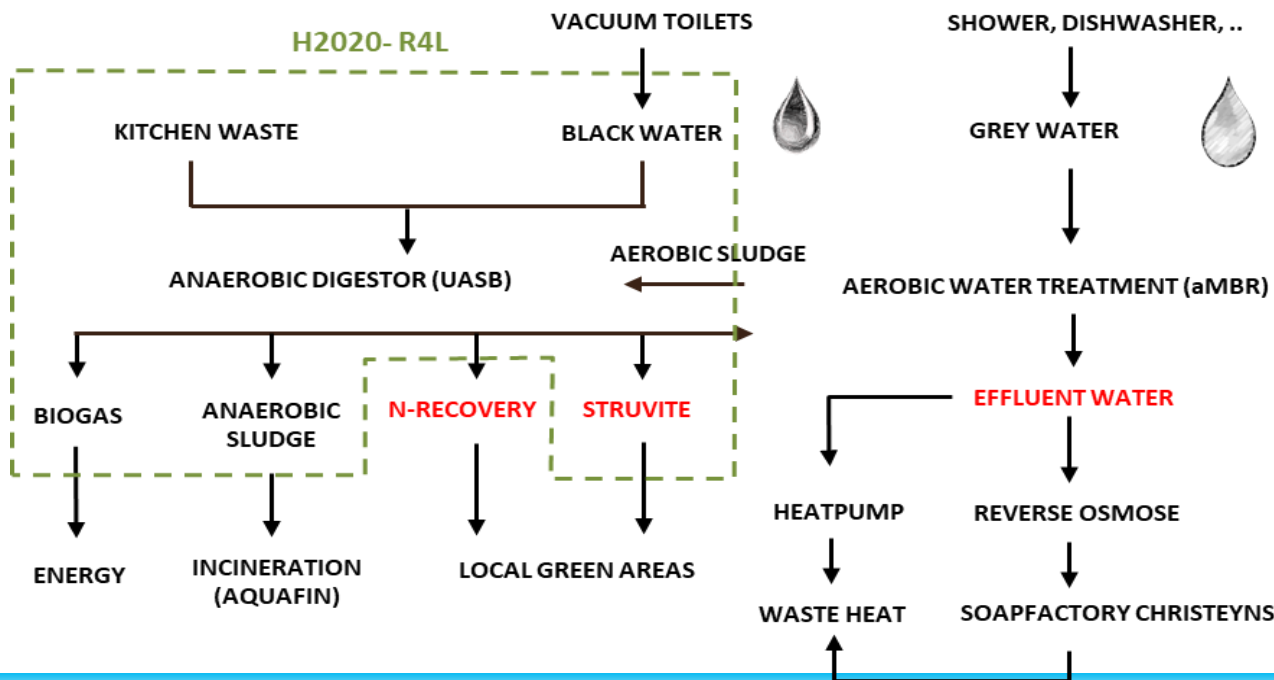 VACUUM TOILETS
SHOWER, DISHWASHER, ..
H2020- R4L
KITCHEN WASTE
BLACK WATER
GREY WATER
AEROBIC SLUDGE
ANAEROBIC DIGESTOR (UASB)
AEROBIC WATER TREATMENT (aMBR)
BIOGAS
ANAEROBIC
SLUDGE
N-RECOVERY
STRUVITE
EFFLUENT WATER
HEATPUMP
REVERSE OSMOSE
ENERGY
INCINERATION
(AQUAFIN)
LOCAL GREEN AREAS
WASTE HEAT
SOAPFACTORY CHRISTEYNS